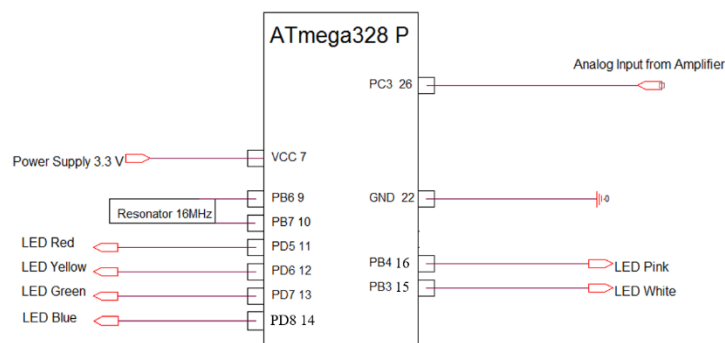 ATmega328 P
Analog Input from Amplifier
PC3 26
Power Supply 3.3 V
VCC 7
PB6 9
GND 22
Resonator 16MHz
PB7 10
LED Red
PD5 11
LED Yellow
PD6 12
PB4 16
LED Pink
LED Green
PD7 13
PB3 15
LED White
LED Blue
PD8 14